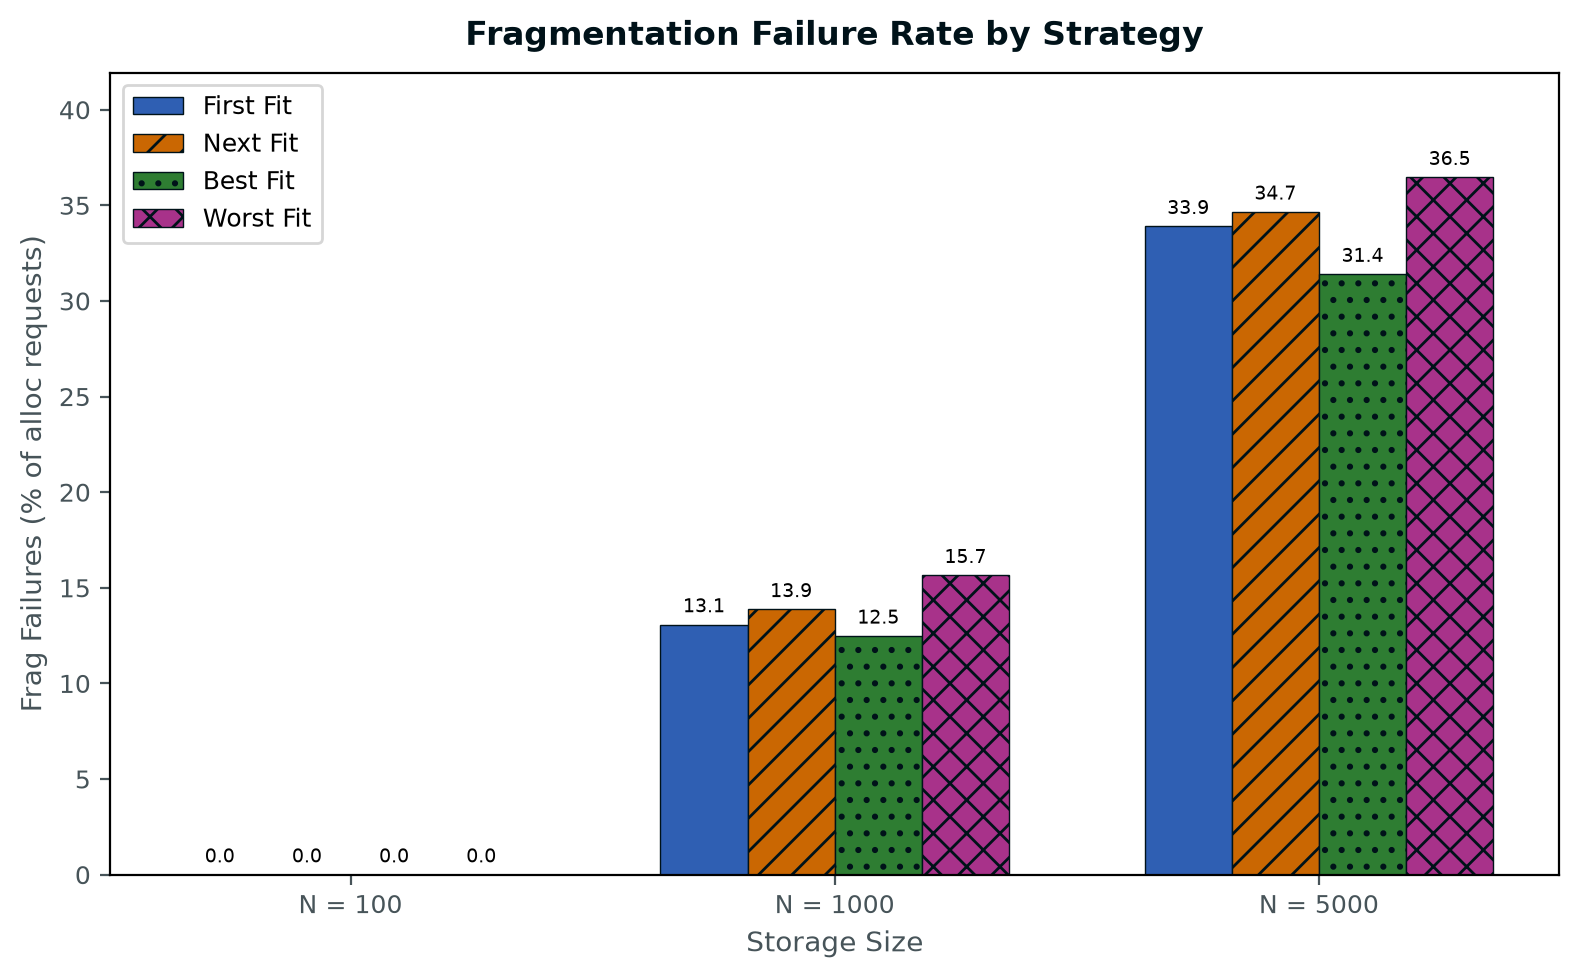 Fragmentation Failure Rate by Strategy
First Fit
Next Fit
Best Fit
Worst Fit
Frag Failures (% of alloc requests)
40
35
30
25
20
15
10
5
0
0.0 0.0 0.0 0.0
13.1 13.9 12.5 15.7
33.9 34.7 31.4 36.5
N = 100 N = 1000 N = 5000
Storage Size